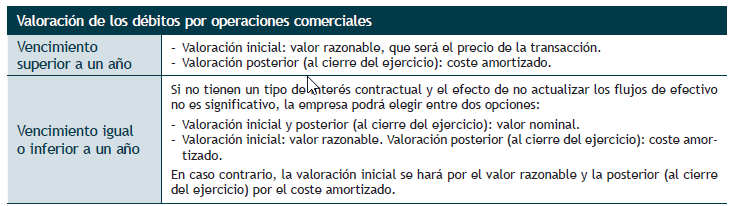 Valoración de los débitos por operaciones comerciales
Vencimiento
superior a un año
- Valoración inicial: valor razonable, que será el precio de la transacción.
- Valoración posterior (al cierre del ejercicio): coste amortizado.
Vencimiento igual
o inferior a un año
Si no tienen un tipo de interés contractual y el efecto de no actualizar los flujos de efectivo
no es significativo, la empresa podrá elegir entre dos opciones:
- Valoración inicial y posterior (al cierre del ejercicio): valor nominal.
- Valoración inicial: valor razonable. Valoración posterior (al cierre del ejercicio): coste amor-
tizado.
En caso contrario, la valoración inicial se hará por el valor razonable y la posterior (al cierre
del ejercicio) por el coste amortizado.